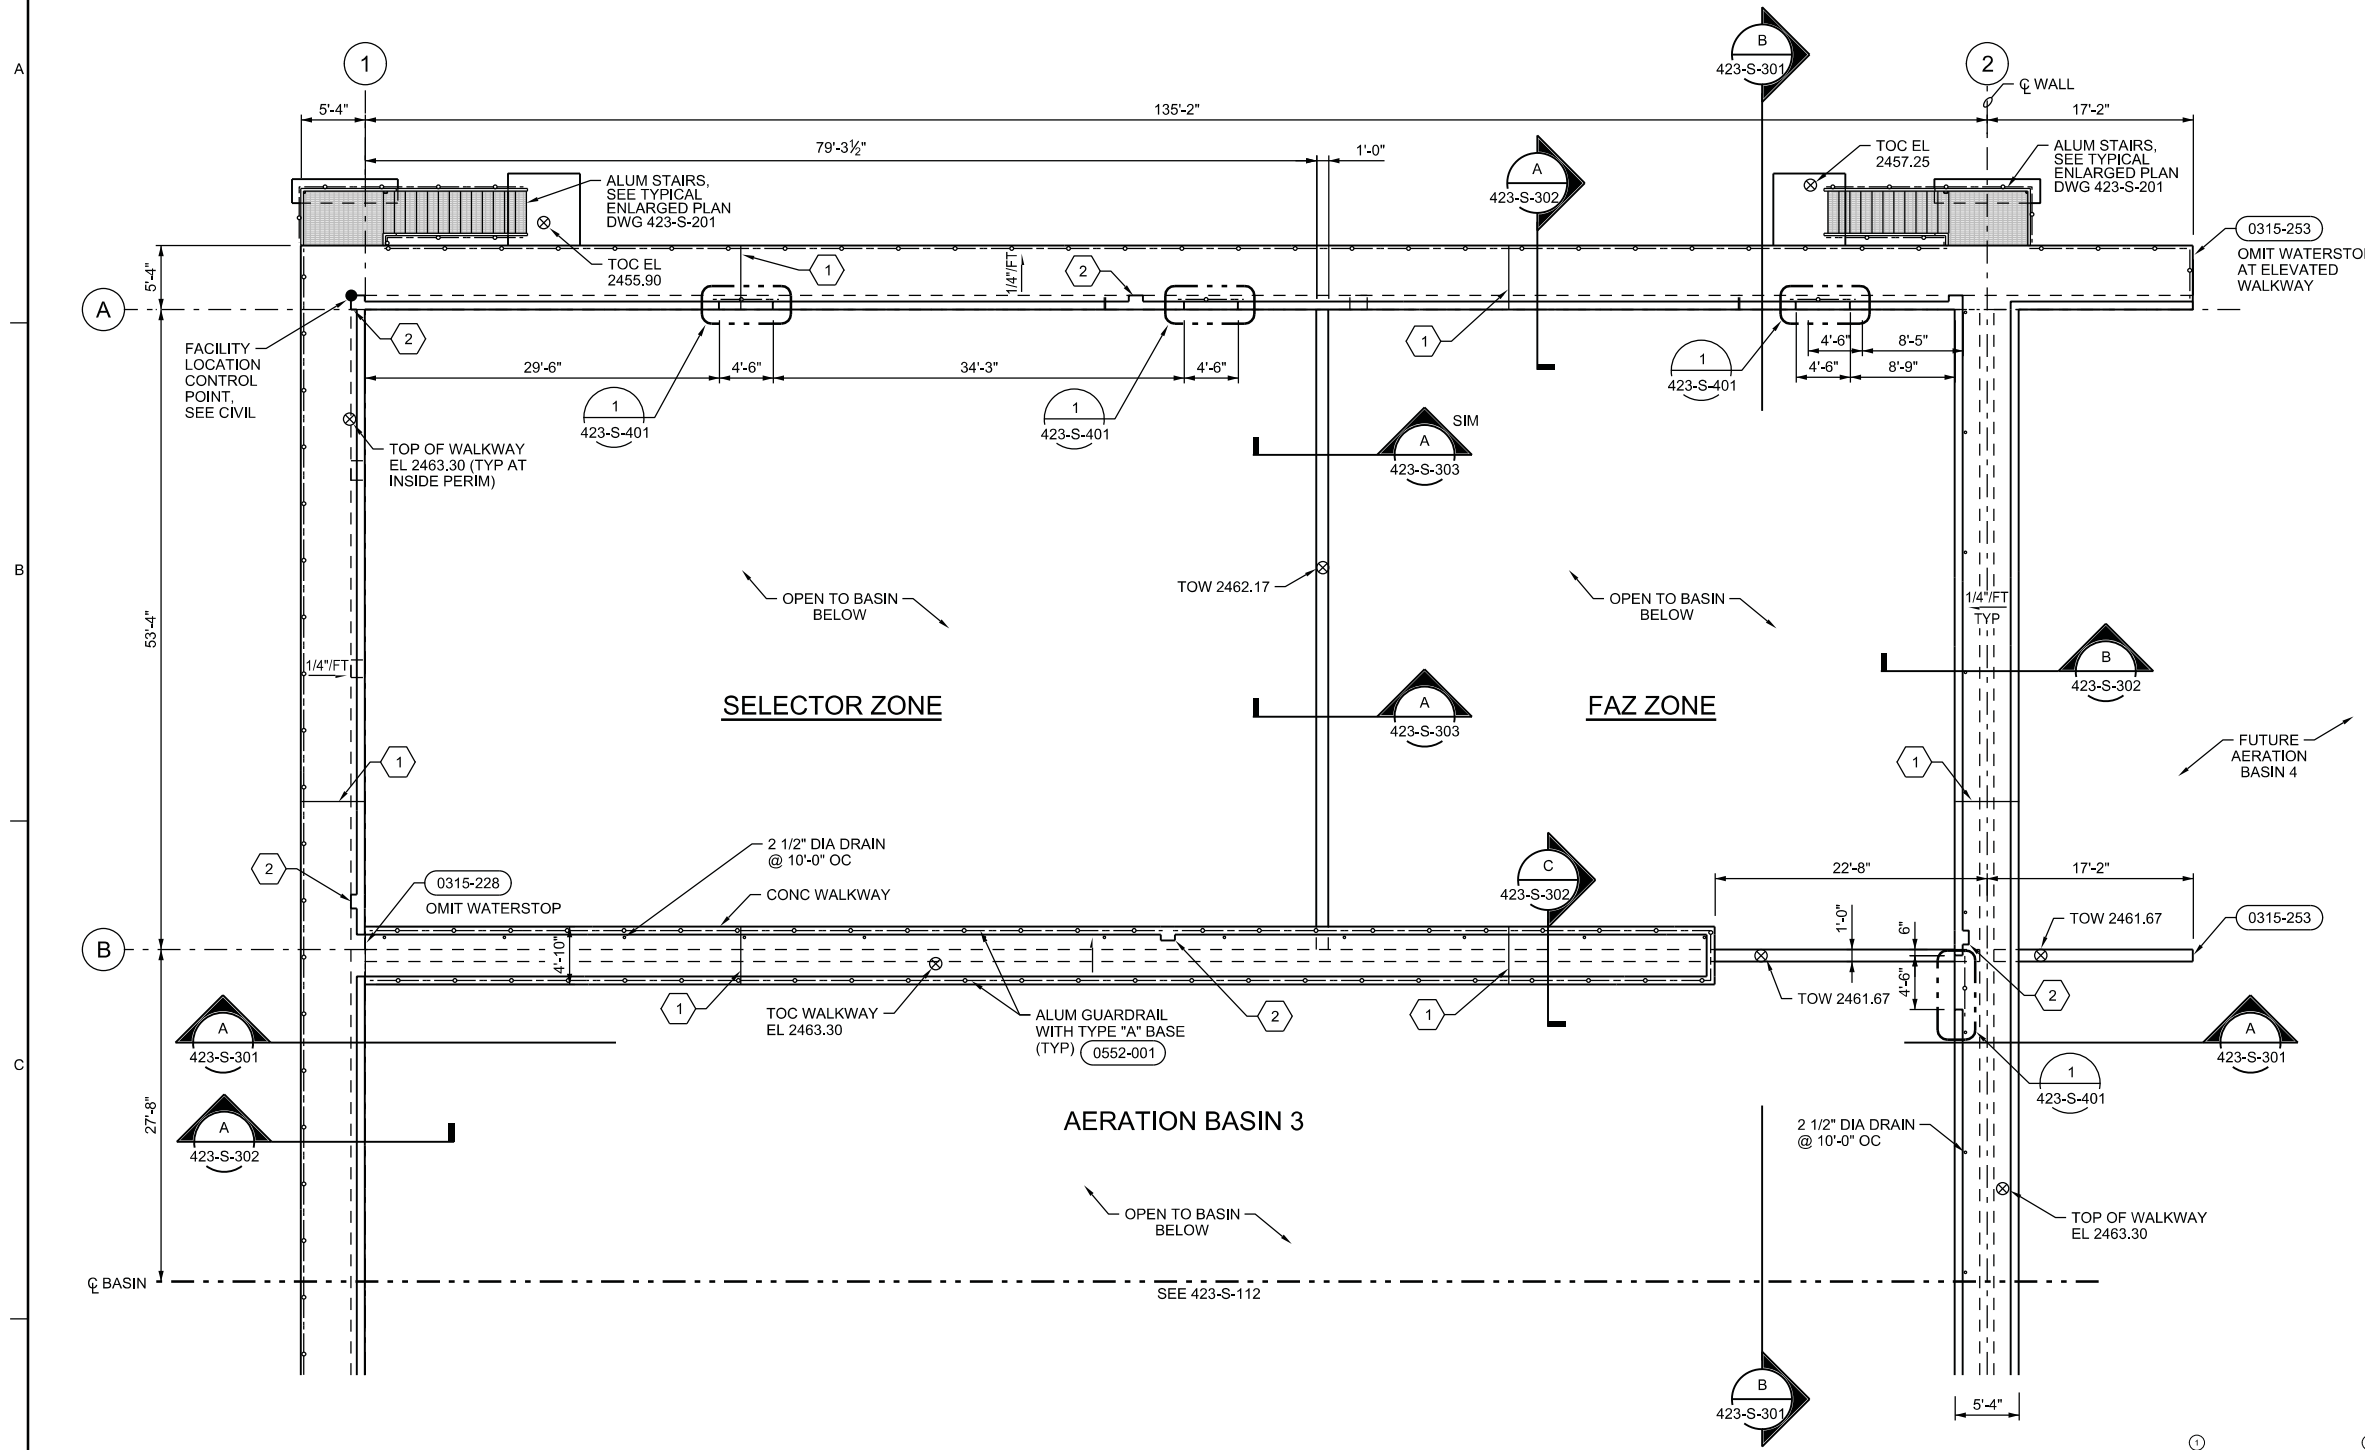 A
B
C
1
2
℄ WALL
5'-4"
135'-2"
17'-2"
79'-3½"
1'-0"
B
423-S-301
A
423-S-302
ALUM STAIRS,
SEE TYPICAL
ENLARGED PLAN
DWG 423-S-201
TOC EL
2455.90
TOC EL
2457.25
ALUM STAIRS,
SEE TYPICAL
ENLARGED PLAN
DWG 423-S-201
0315-253
OMIT WATERSTO
AT ELEVATED
WALKWAY
5'-4"
1
2
1/4"/FT
A
2
1
FACILITY
LOCATION
CONTROL
POINT,
SEE CIVIL
29'-6"
4'-6"
34'-3"
4'-6"
4'-6"
8'-5"
4'-6"
8'-9"
1
423-S-401
1
423-S-401
1
423-S-401
TOP OF WALKWAY
EL 2463.30 (TYP AT
INSIDE PERIM)
A
SIM
423-S-303
53'-4"
OPEN TO BASIN
BELOW
TOW 2462.17
OPEN TO BASIN
BELOW
1/4"/FT
TYP
1/4"/FT
B
423-S-302
SELECTOR ZONE
A
423-S-303
FAZ ZONE
FUTURE
AERATION
BASIN 4
1
1
2
0315-228
OMIT WATERSTOP
2 1/2" DIA DRAIN
@ 10'-0" OC
CONC WALKWAY
C
423-S-302
22'-8"
17'-2"
1'-0"
6"
TOW 2461.67
0315-253
B
4'-10"
4'-6"
TOW 2461.67
2
1
TOC WALKWAY
EL 2463.30
ALUM GUARDRAIL
WITH TYPE "A" BASE
(TYP)
0552-001
2
1
A
423-S-301
A
423-S-301
1
423-S-401
27'-8"
A
423-S-302
AERATION BASIN 3
2 1/2" DIA DRAIN
@ 10'-0" OC
OPEN TO BASIN
BELOW
TOP OF WALKWAY
EL 2463.30
℄ BASIN
SEE 423-S-112
B
423-S-301
5'-4"
1